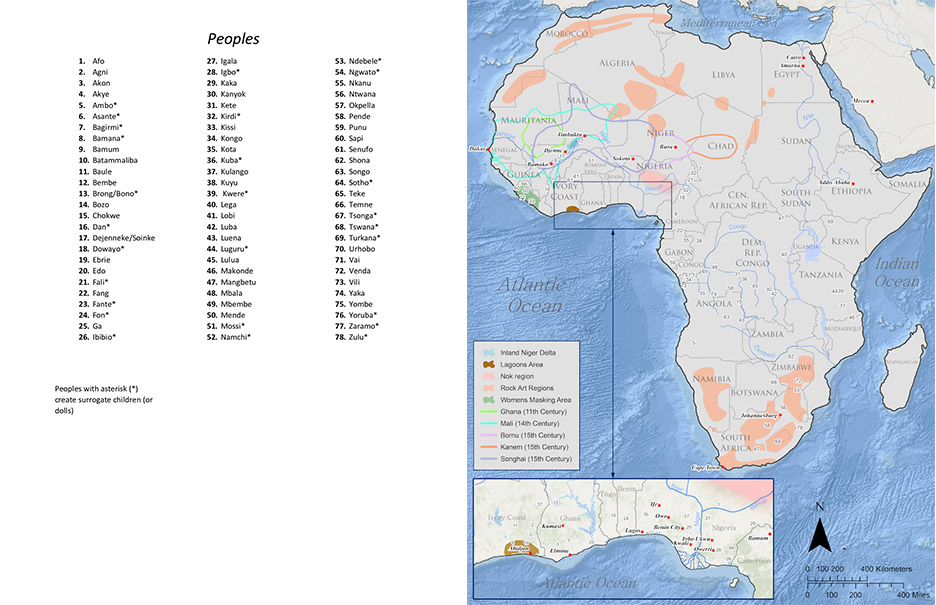 Peoples
1. Afo
2. Agni
3. Akon
4. Akye
5. Ambo*
6. Asante*
7. Bagirmi*
8. Bamana*
9. Bamum
10. Batammaliba
11. Baule
12. Bembe
13. Brong/Bono*
14. Bozo
15. Chokwe
16. Dan*
17. Dejenneke/Soinke
18. Dowayo*
19. Ebrie
20. Edo
21. Fali*
22. Fang
23. Fante*
24. Fon*
25. Ga
26. Ibibio*
27. Igala
28. Igbo*
29. Kaka
30. Kanyok
31. Kete
32. Kirdi*
33. Kissi
34. Kongo
35. Kota
36. Kuba*
37. Kulango
38. Kuyu
39. Kwere*
40. Lega
41. Lobi
42. Luba
43. Luena
44. Luguru*
45. Lulua
46. Makonde
47. Mangbetu
48. Mbala
49. Mbembe
50. Mende
51. Mossi*
52. Namchi*
53. Ndebele*
54. Ngwato*
55. Nkanu
56. Ntwana
57. Okpella
58. Pende
59. Punu
60. Sapi
61. Senufo
62. Shona
63. Songo
64. Sotho*
65. Teke
66. Temne
67. Tsonga*
68. Tswana*
69. Turkana*
70. Urhobo
71. Vai
72. Venda
73. Vili
74. Yaka
75. Yombe
76. Yoruba*
77. Zaramo*
78. Zulu*
Peoples with asterisk (*)
create surrogate children (or
dolls)
Mediterranean Sea
MOROCCO
ALGERIA
LIBYA
EGYPT
Cairo
Amarna
Mecca
MAURITANIA
MALI
NIGER
CHAD
SUDAN
Dakar
SENEGAL
Timbuktu
Djenne
Bamako
Sokoto
Bura
NIGERIA
GUINEA
IVORY
COAST
GHANA
BENIN
CEN.
AFRICAN REP.
SOUTH
SUDAN
Addis Ababa
ETHIOPIA
SOMALIA
UGANDA
KENYA
GABON
CONGO
Congo
DEM.
REP.
CONGO
TANZANIA
Atlantic
Ocean
Indian
Ocean
ANGOLA
ZAMBIA
MOZAMBIQUE
MADAGASCAR
NAMIBIA
ZIMBABWE
BOTSWANA
Johannesburg
SOUTH
AFRICA
Cape Town
Inland Niger Delta
Lagoons Area
Nok region
Rock Art Regions
Womens Masking Area
Ghana (11th Century)
Mali (14th Century)
Bornu (15th Century)
Kanem (15th Century)
Songhai (15th Century)
Ivory Coast
Ghana
Togo
Benin
Nigeria
Cameroon
Kumasi
Abidjan
Elmina
Lagos
Ife
Owo
Benin City
Igbo Ukwu
Kwale
Owerri
Bamum
Atlantic Ocean
N
0 100 200 400 Kilometers
0 100 200 400 Miles